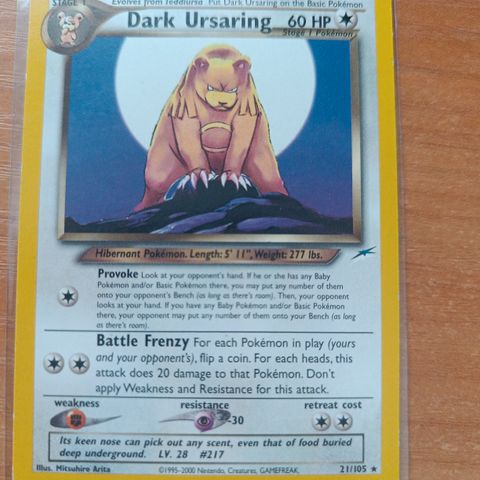 STAGE 1
Evolves from Teddiursa Put Dark Ursaring on the Basic Pokémon
Dark Ursaring 60 HP
Stage 1 Pokémon
Hibernant Pokémon. Length: 5' 11", Weight: 277 lbs.
Provoke Look at your opponent's hand. If he or she has any Baby
Pokémon and/or Basic Pokémon there, you may put any number of them
onto your opponent's Bench (as long as there's room). Then, your opponent
looks at your hand. If you have any Baby Pokémon and/or Basic Pokémon
there, your opponent may put any number of them onto your Bench (as long
as there's room).
Battle Frenzy For each Pokémon in play (yours
and your opponent's), flip a coin. For each heads, this
attack does 20 damage to that Pokémon. Don't
apply Weakness and Resistance for this attack.
weakness resistance retreat cost
-30
Its keen nose can pick out any scent, even that of food buried
deep underground. LV. 28 #217
Illus. Mitsuhiro Arita ©1995-2000 Nintendo, Creatures, GAMEFREAK. 21/105